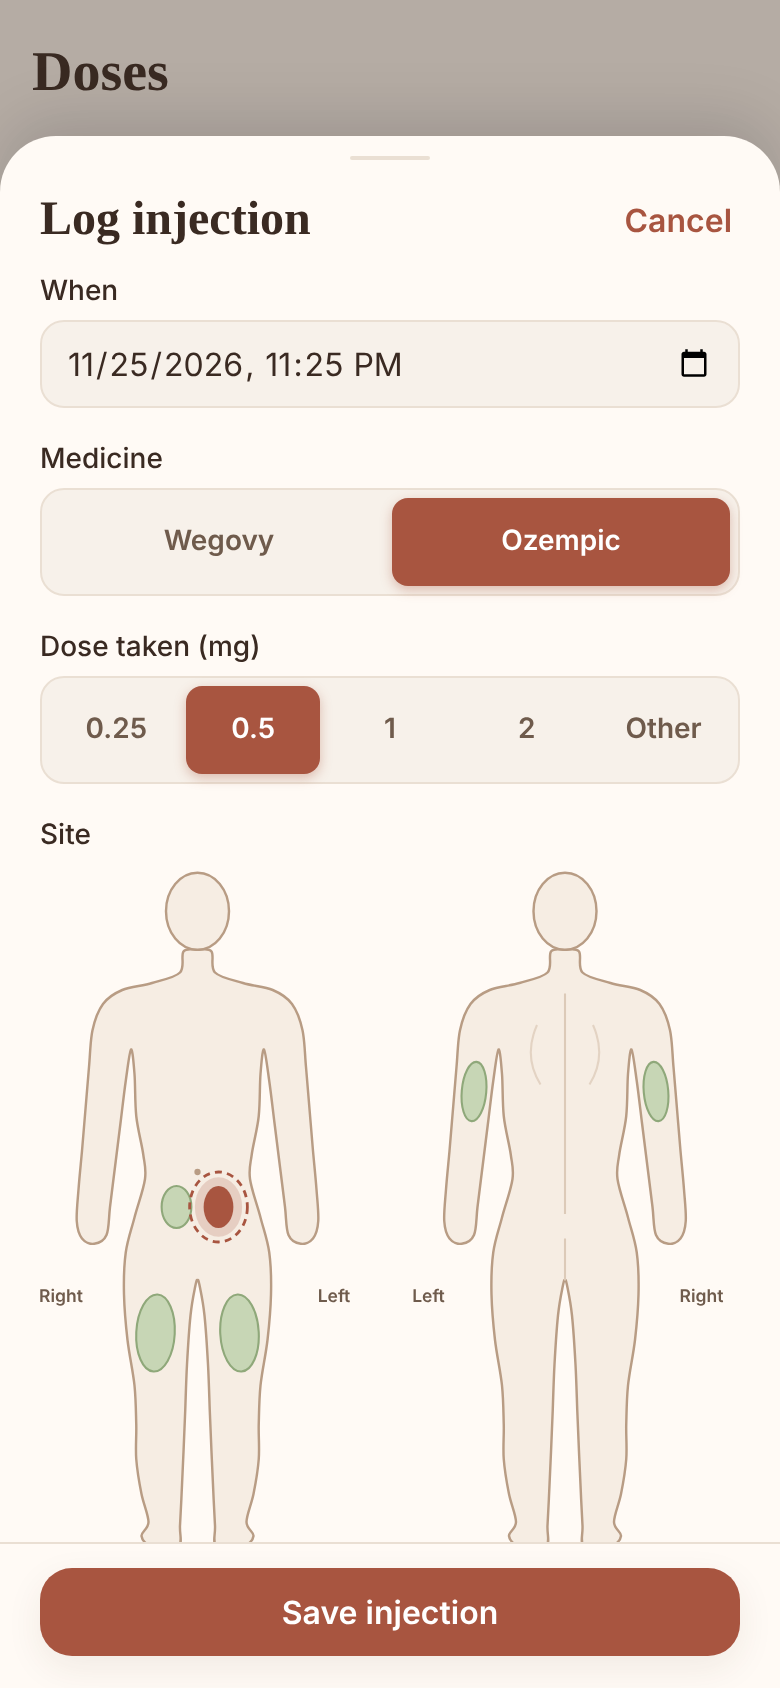 Doses
Log injection
Cancel
When
11/25/2026, 11:25 PM
Medicine
Wegovy
Ozempic
Dose taken (mg)
0.25
0.5
1
2
Other
Site
Right
Left
Left
Right
Save injection